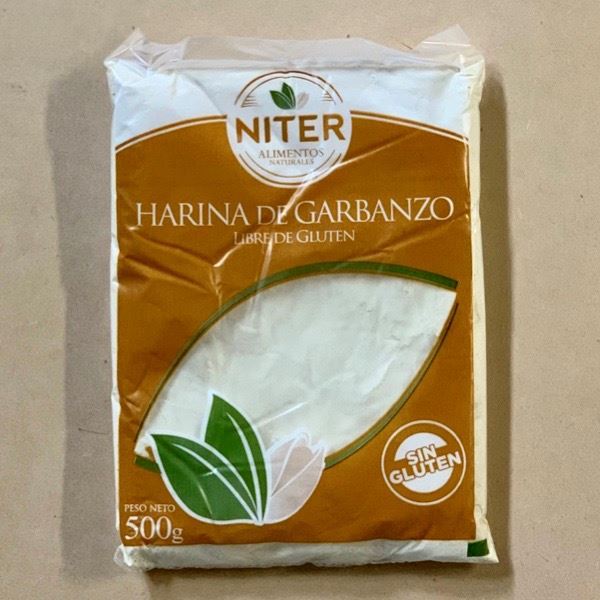 NITER
ALIMENTOS
NATURALES
HARINA DE GARBANZO
LIBRE DE GLUTEN
SIN
GLUTEN
PESO NETO
500g